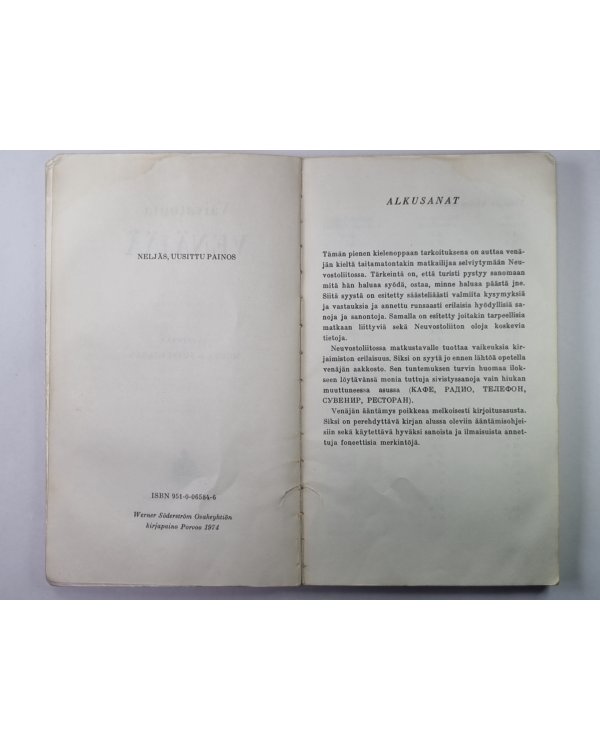 NELJÄS, UUSITTU PAINOS
ISBN 951-0-06584-6
Werner Söderström Osakeyhtiön
kirjapaino Porvoo 1974
ALKUSANAT
Tämän pienen kielenoppaan tarkoituksena on auttaa venä-
jän kieltä taitamatontakin matkailijaa selviytymään Neu-
vostoliitossa. Tärkeintä on, että turisti pystyy sanomaan
mitä hän haluaa syödä, ostaa, minne haluaa päästä jne.
Siitä syystä on esitetty säästeliäästi valmiita kysymyksiä
ja vastauksia ja annettu runsaasti erilaisia hyödyllisiä sa-
noja ja sanontoja. Samalla on esitetty joitakin tarpeellisia
matkaan liittyviä sekä Neuvostoliiton oloja koskevia
tietoja.
Neuvostoliitossa matkustavalle tuottaa vaikeuksia kir-
jaimiston erilaisuus. Siksi on syytä jo ennen lähtöä opetella
venäjän aakkosto. Sen tuntemuksen turvin huomaa ilok-
seen löytävänsä monia tuttuja sivistyssanoja vain hiukan
muuttuneessa asussa (КАФЕ, РАДИО, ТЕЛЕФОН,
СУВЕНИР, РЕСТОРАН).
Venäjän ääntämys poikkeaa melkoisesti kirjoitusasusta.
Siksi on perehdyttävä kirjan alussa oleviin ääntämisohjei-
siin sekä käytettävä hyväksi sanoista ja ilmaisuista annet-
tuja foneettisia merkintöjä.